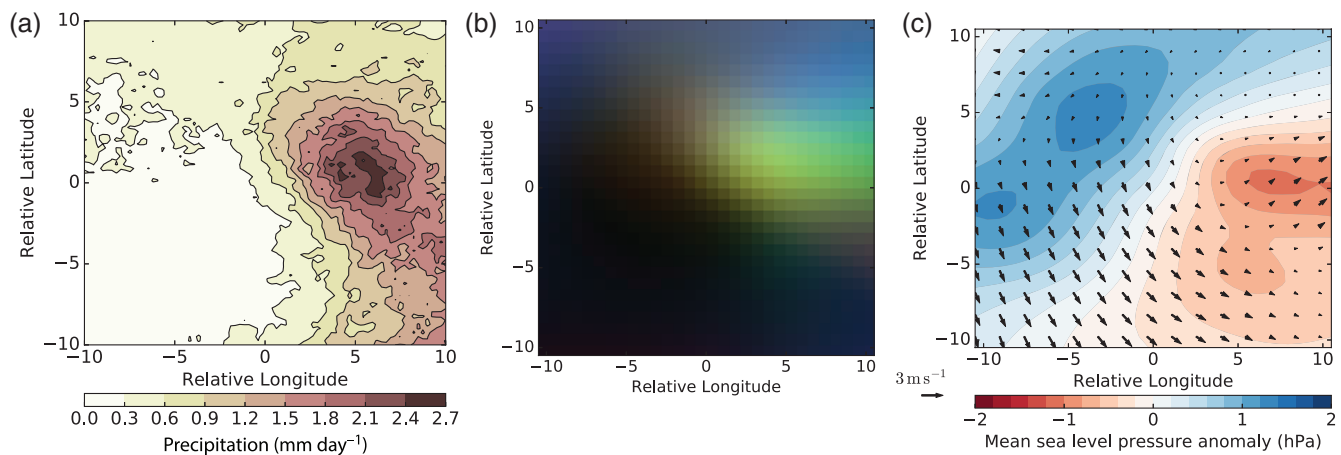 (a)
10
5
0
−5
−10
Relative Latitude
−10 −5 0 5 10
Relative Longitude
0.0 0.3 0.6 0.9 1.2 1.5 1.8 2.1 2.4 2.7
Precipitation (mm day⁻¹)
(b)
10
5
0
−5
−10
Relative Latitude
−10 −5 0 5 10
Relative Longitude
(c)
10
5
0
−5
−10
Relative Latitude
−10 −5 0 5 10
Relative Longitude
3 m s⁻¹
−2 −1 0 1 2
Mean sea level pressure anomaly (hPa)